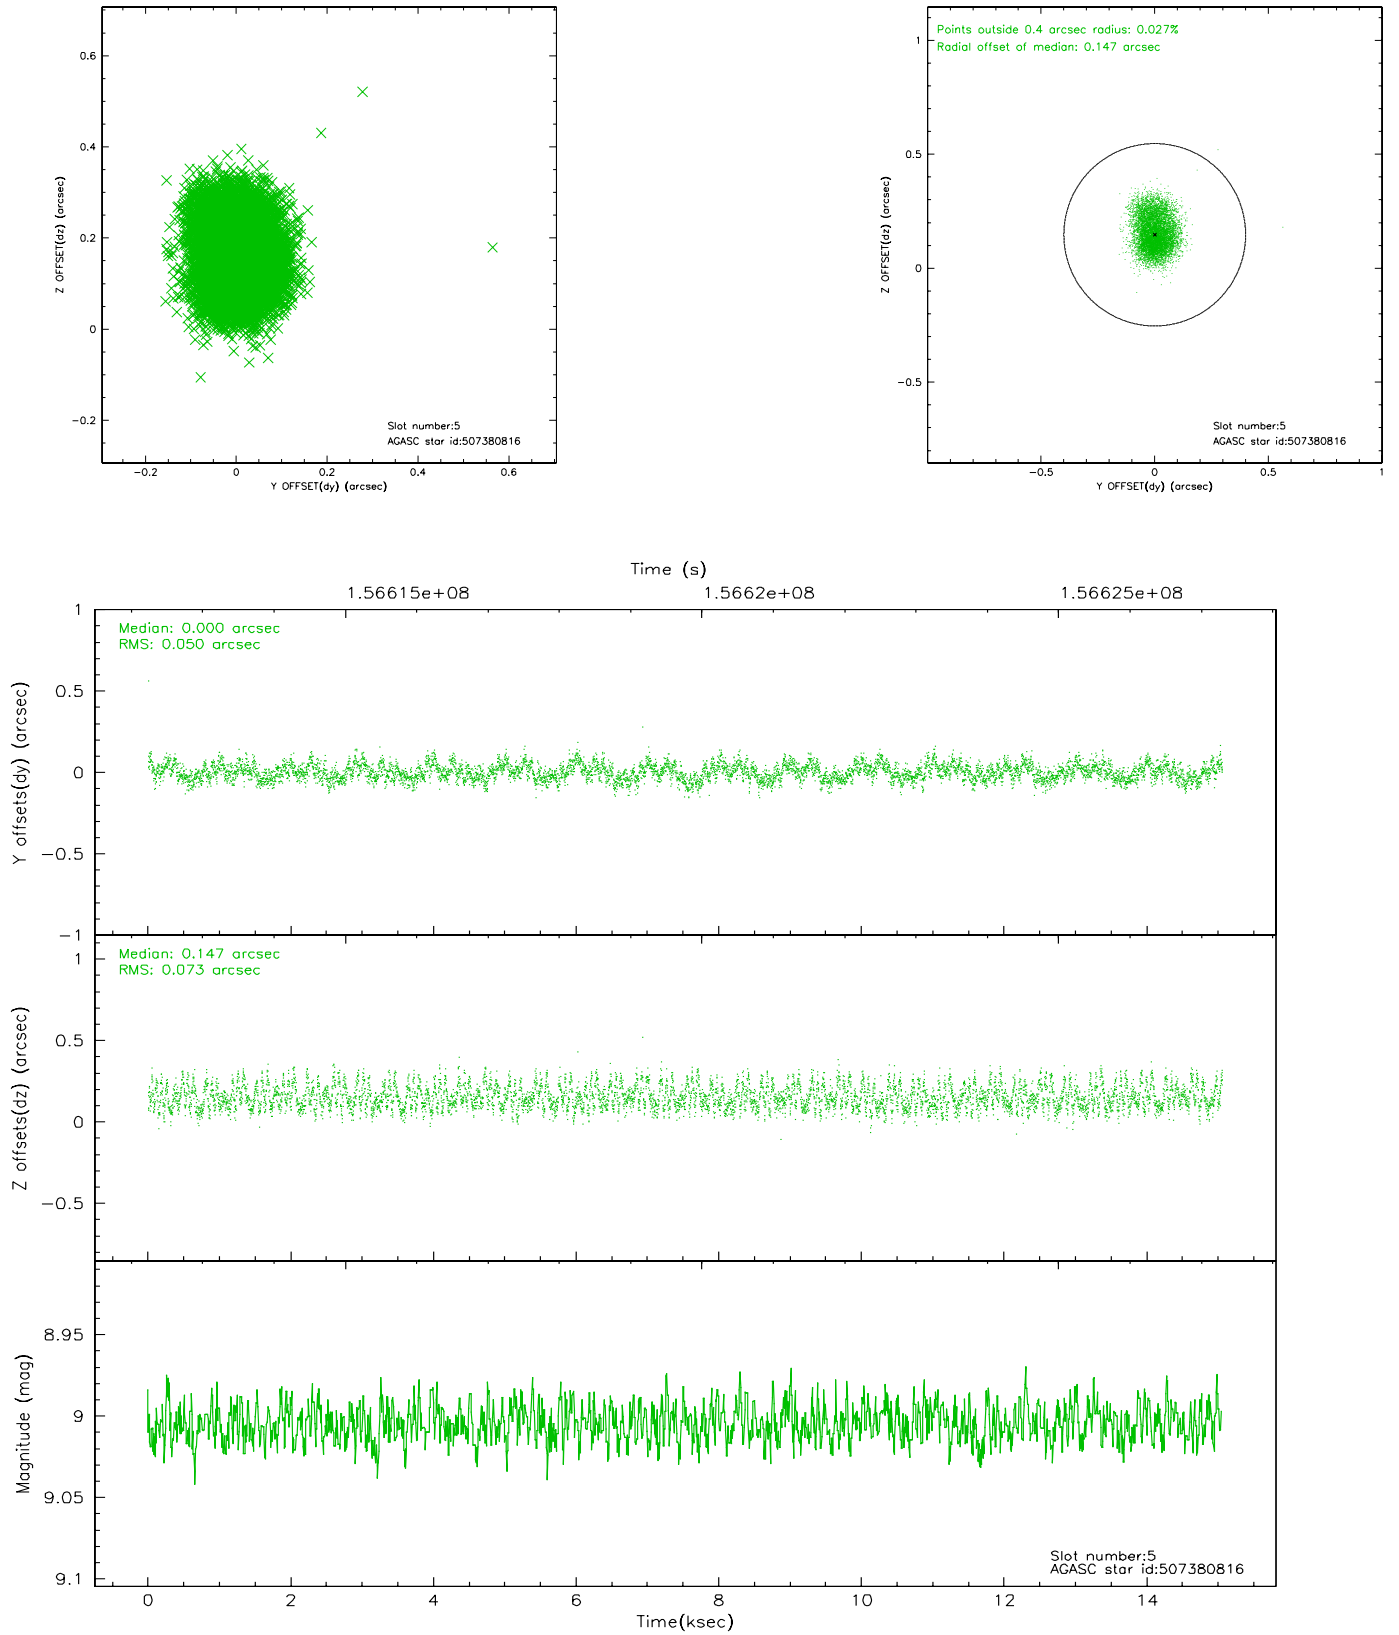 0.6
0.4
0.2
0
−0.2
Z OFFSET(dz) (arcsec)
Slot number:5
AGASC star id:507380816
−0.2 0 0.2 0.4 0.6
Y OFFSET(dy) (arcsec)
Points outside 0.4 arcsec radius: 0.027%
Radial offset of median: 0.147 arcsec
1
0.5
0
−0.5
Z OFFSET(dz) (arcsec)
Slot number:5
AGASC star id:507380816
−0.5 0 0.5 1
Y OFFSET(dy) (arcsec)
Time (s)
1.56615e+08 1.5662e+08 1.56625e+08
Median: 0.000 arcsec
RMS: 0.050 arcsec
1
0.5
0
−0.5
−1
Y offsets(dy) (arcsec)
Median: 0.147 arcsec
RMS: 0.073 arcsec
1
0.5
0
−0.5
Z offsets(dz) (arcsec)
8.95
9
9.05
9.1
Magnitude (mag)
Slot number:5
AGASC star id:507380816
0 2 4 6 8 10 12 14
Time(ksec)